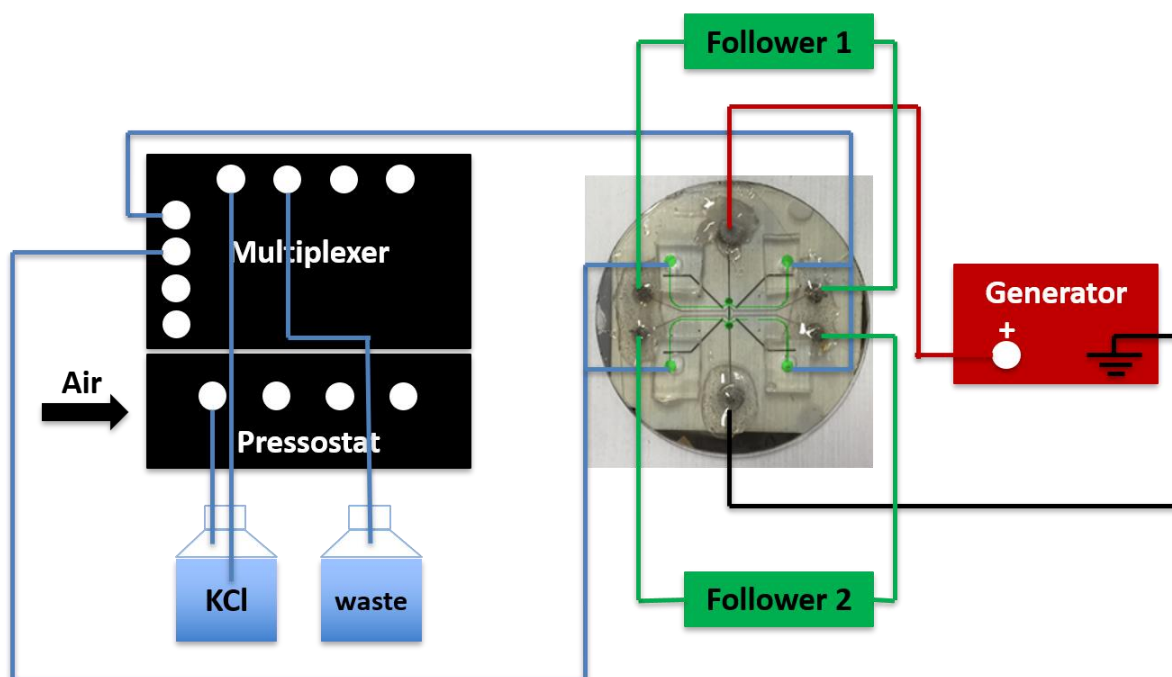 Follower 1
Multiplexer
Generator
+
Air
Pressostat
KCl
waste
Follower 2